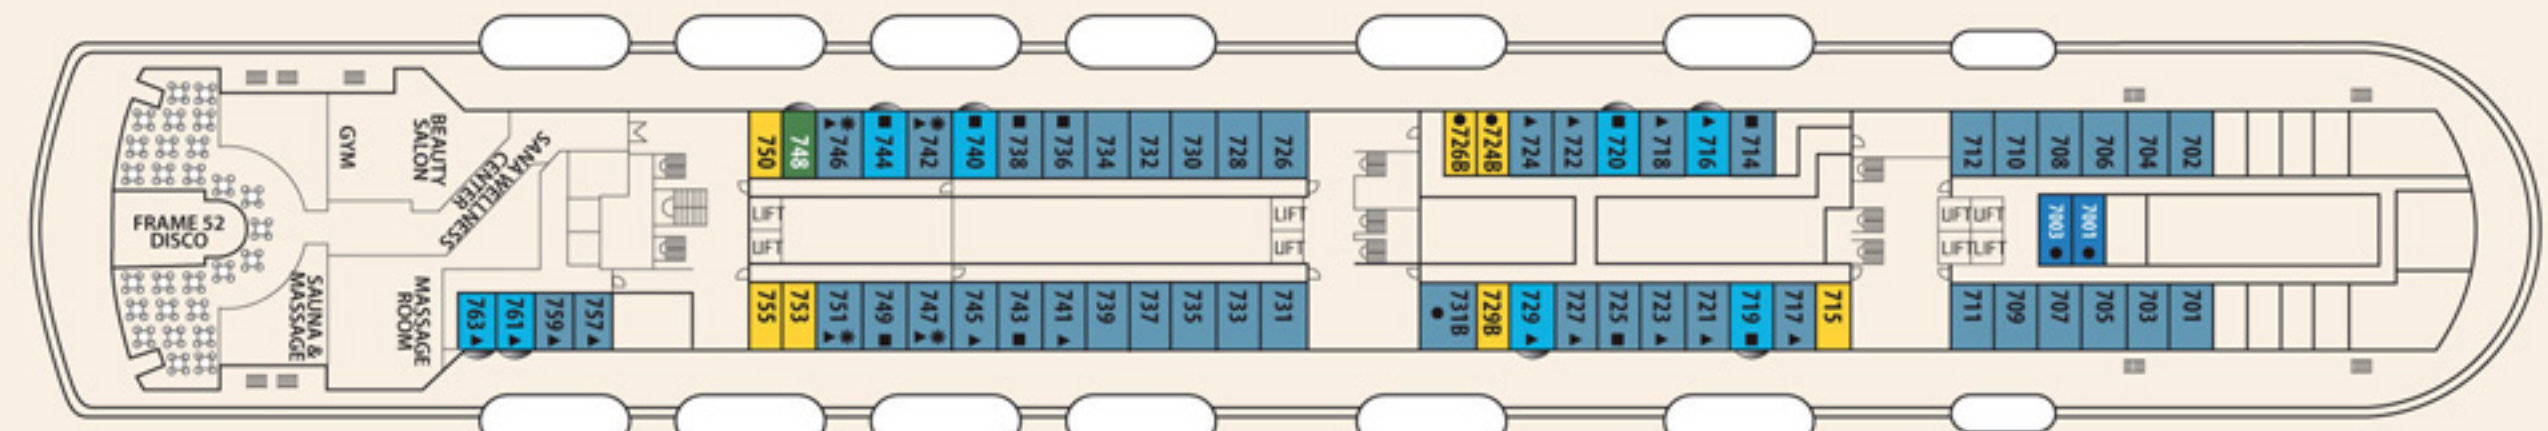 GYM
BEAUTY
SALON
SANA WELLNESS
CENTER
FRAME 52
DISCO
SAUNA &
MASSAGE
MASSAGE
ROOM
750
748
746
744
742
740
738
736
734
732
730
728
726
726B
724B
724
722
720
718
716
714
712
710
708
706
704
702
LIFT
LIFT
LIFT
LIFT
LIFT LIFT
LIFT LIFT
7003
7001
763
761
759
757
755
753
751
749
747
745
743
741
739
737
735
733
731
731B
729B
729
727
725
723
721
719
717
715
711
709
707
705
703
701